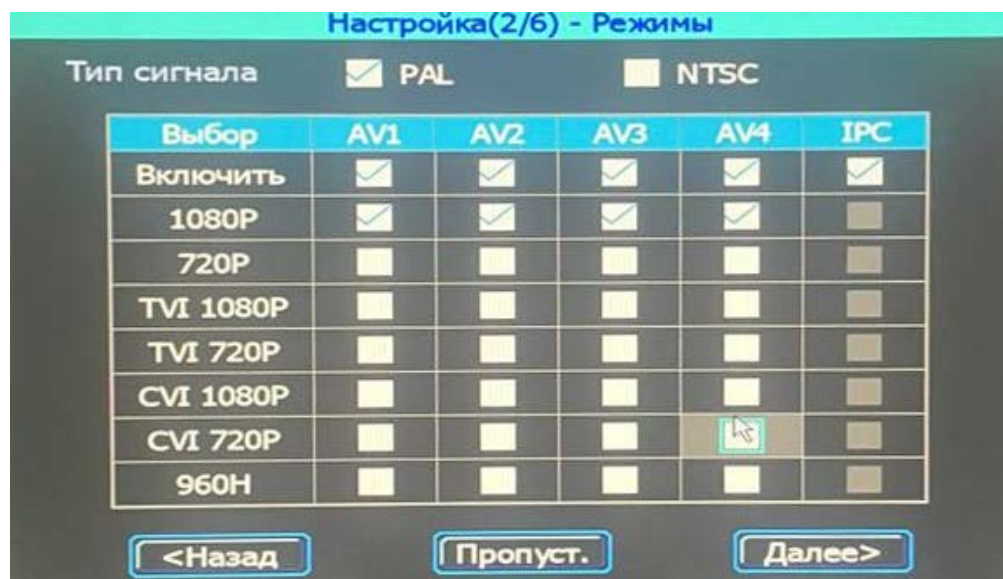 Настройка(2/6) - Режимы
Тип сигнала PAL NTSC
Выбор AV1 AV2 AV3 AV4 IPC
Включить
1080P
720P
TVI 1080P
TVI 720P
CVI 1080P
CVI 720P
960H
<Назад Пропуст. Далее>